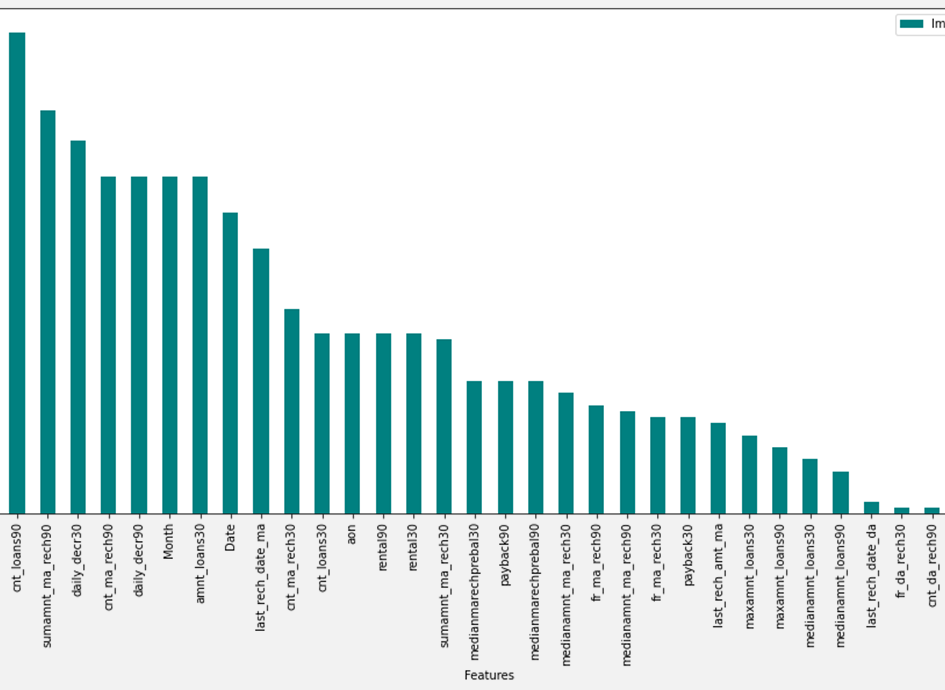 Im
cnt_loans90
sumamnt_ma_rech90
daily_decr30
cnt_ma_rech90
daily_decr90
Month
amnt_loans30
Date
last_rech_date_ma
cnt_ma_rech30
cnt_loans30
aon
rental90
rental30
sumamnt_ma_rech30
medianmarechprebal30
payback90
medianmarechprebal90
medianamnt_ma_rech30
fr_ma_rech90
medianamnt_ma_rech90
fr_ma_rech30
payback30
last_rech_amt_ma
maxamnt_loans30
maxamnt_loans90
medianamnt_loans30
medianamnt_loans90
last_rech_date_da
fr_da_rech30
cnt_da_rech90
Features